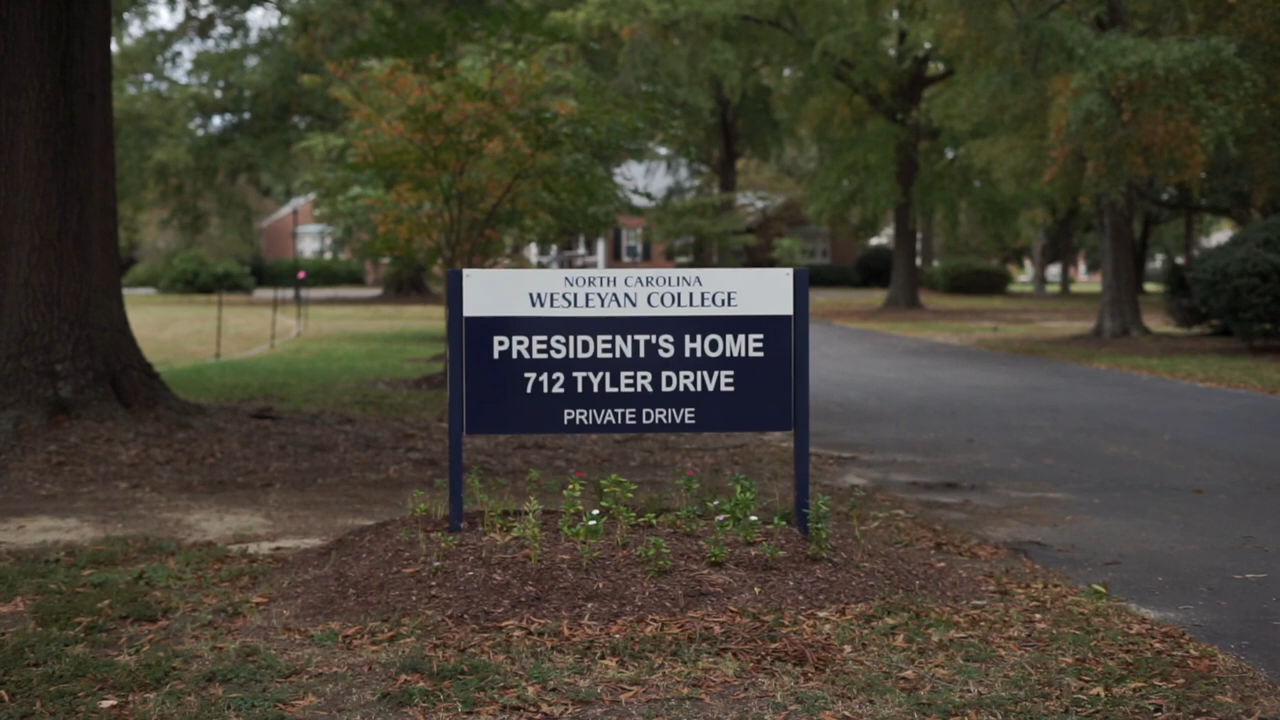 NORTH CAROLINA
WESLEYAN COLLEGE
PRESIDENT'S HOME
712 TYLER DRIVE
PRIVATE DRIVE